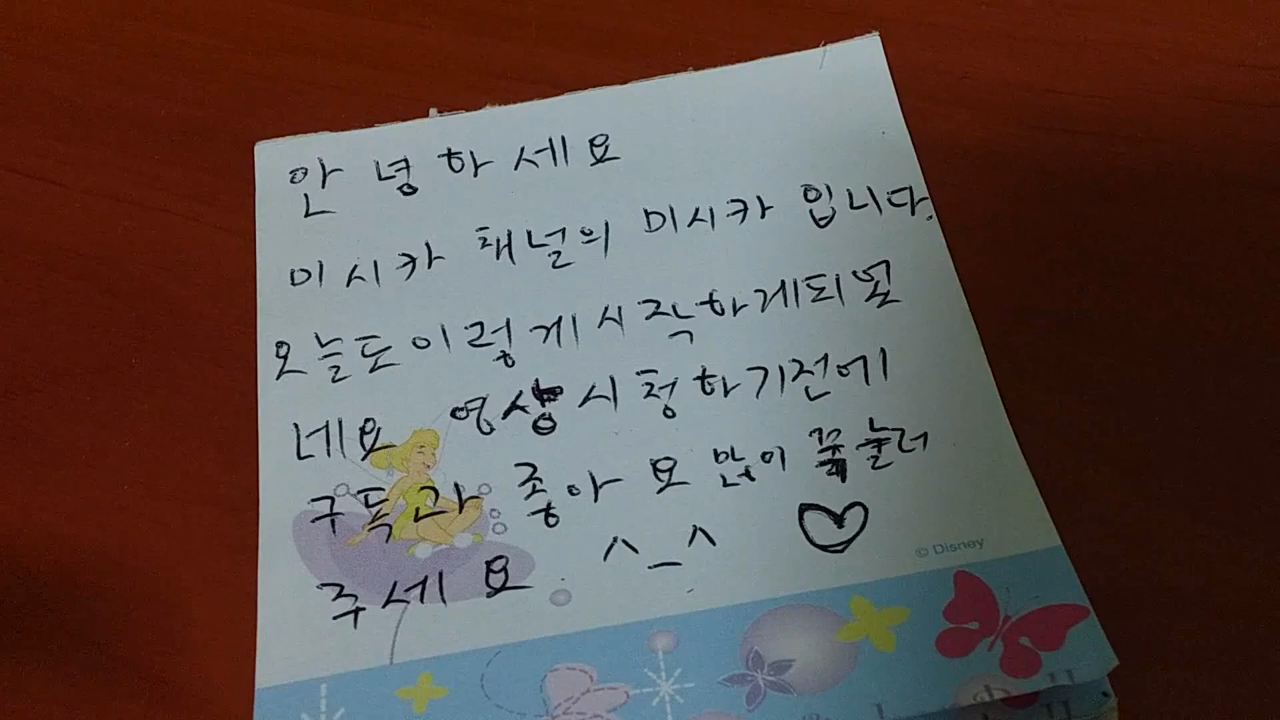 안녕하세요
미시카 채널의 미시카 입니다.
오늘도이렇게시작하게되었
네요 영상시청하기전에
구독과 좋아요 많이 꾹 눌러
주세요 ^_^ ♡
© Disney